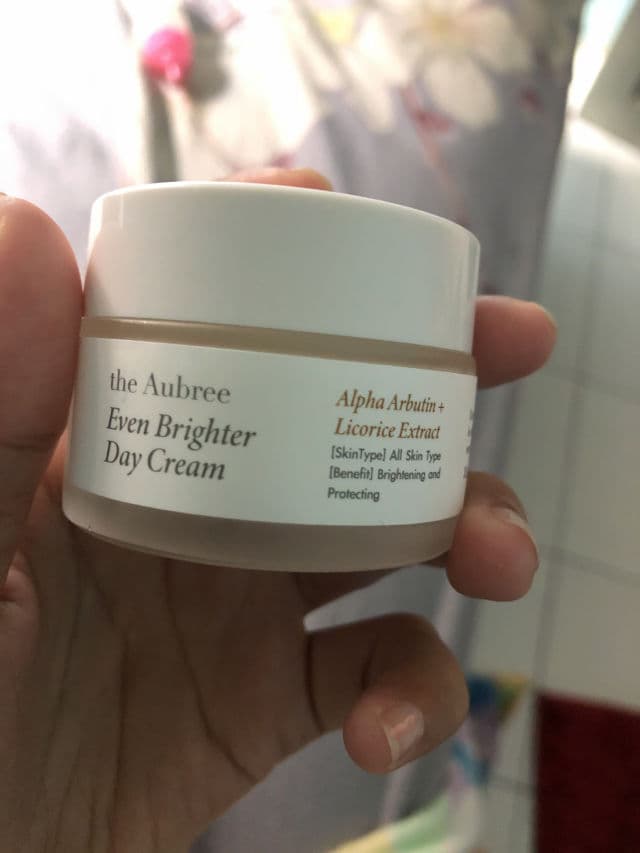 the Aubree
Even Brighter
Day Cream
Alpha Arbutin +
Licorice Extract
[SkinType] All Skin Type
[Benefit] Brightening and
Protecting